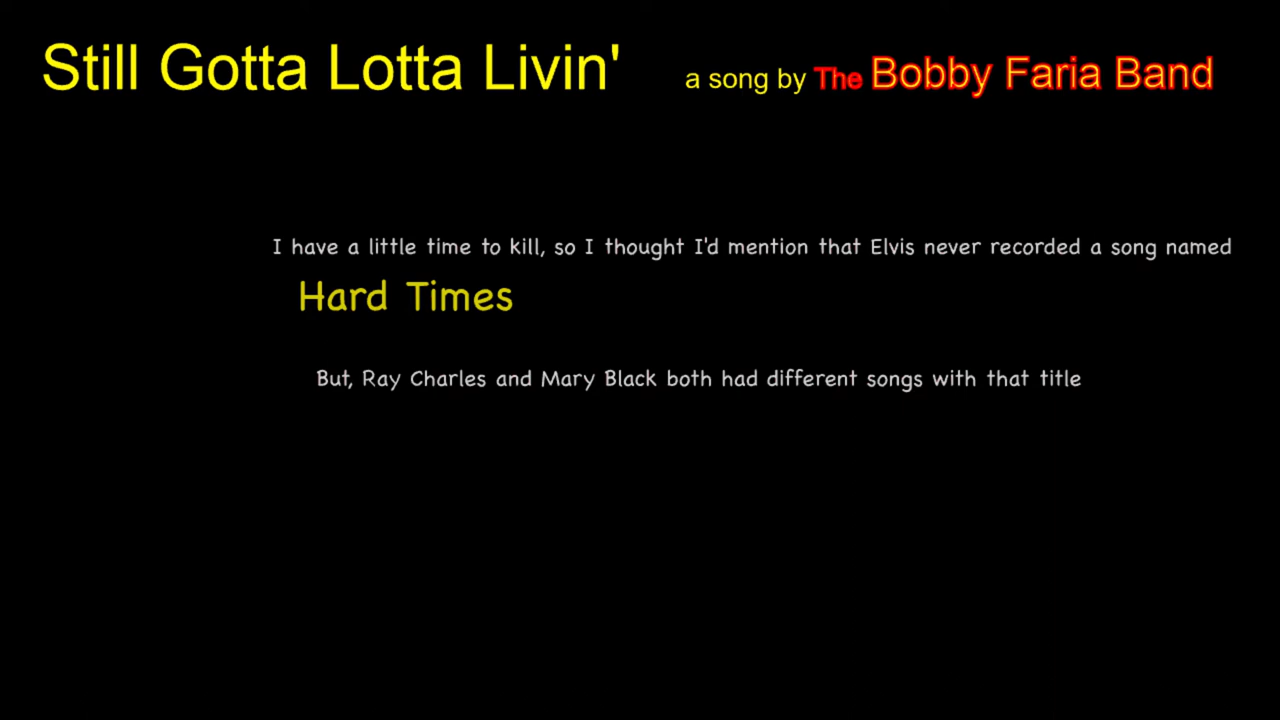 Still Gotta Lotta Livin' a song by The Bobby Faria Band
I have a little time to kill, so I thought I'd mention that Elvis never recorded a song named
Hard Times
But, Ray Charles and Mary Black both had different songs with that title